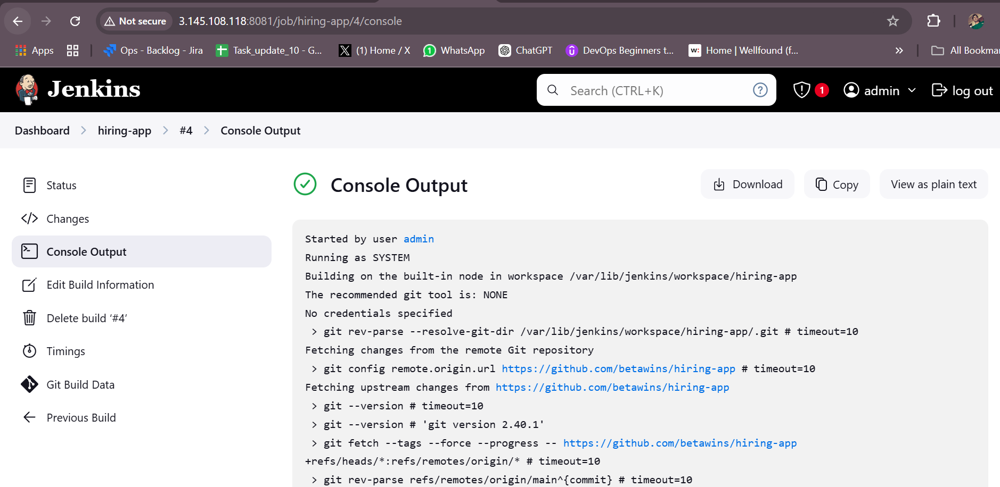 Not secure 3.145.108.118:8081/job/hiring-app/4/console
Apps Ops - Backlog - Jira Task_update_10 - G... (1) Home / X 1 WhatsApp ChatGPT DevOps Beginners t... w: Home | Wellfound (f... » All Bookma
Jenkins Search (CTRL+K) ? 1 admin log out
Dashboard > hiring-app > #4 > Console Output
Status
Changes
Console Output
Edit Build Information
Delete build ‘#4’
Timings
Git Build Data
Previous Build
Console Output Download Copy View as plain text
Started by user admin
Running as SYSTEM
Building on the built-in node in workspace /var/lib/jenkins/workspace/hiring-app
The recommended git tool is: NONE
No credentials specified
> git rev-parse --resolve-git-dir /var/lib/jenkins/workspace/hiring-app/.git # timeout=10
Fetching changes from the remote Git repository
> git config remote.origin.url https://github.com/betawins/hiring-app # timeout=10
Fetching upstream changes from https://github.com/betawins/hiring-app
> git --version # timeout=10
> git --version # 'git version 2.40.1'
> git fetch --tags --force --progress -- https://github.com/betawins/hiring-app
+refs/heads/*:refs/remotes/origin/* # timeout=10
> git rev-parse refs/remotes/origin/main^{commit} # timeout=10